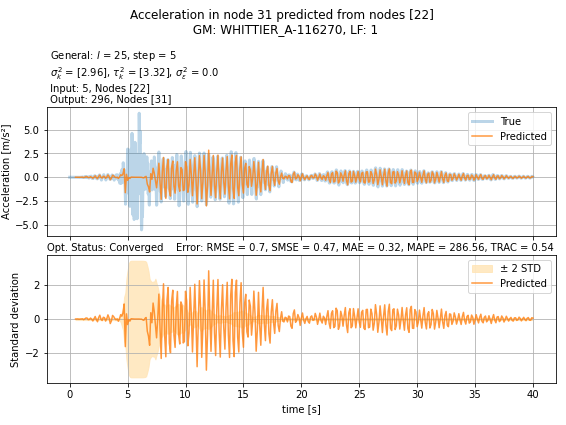 Acceleration in node 31 predicted from nodes [22]
GM: WHITTIER_A-116270, LF: 1
General: l = 25, step = 5
σ²ₖ = [2.96], τ²ₖ = [3.32], σ²ε = 0.0
Input: 5, Nodes [22]
Output: 296, Nodes [31]
Acceleration [m/s²]
5.0
2.5
0.0
−2.5
−5.0
True
Predicted
Opt. Status: Converged Error: RMSE = 0.7, SMSE = 0.47, MAE = 0.32, MAPE = 286.56, TRAC = 0.54
Standard deviation
2
0
−2
± 2 STD
Predicted
0 5 10 15 20 25 30 35 40
time [s]